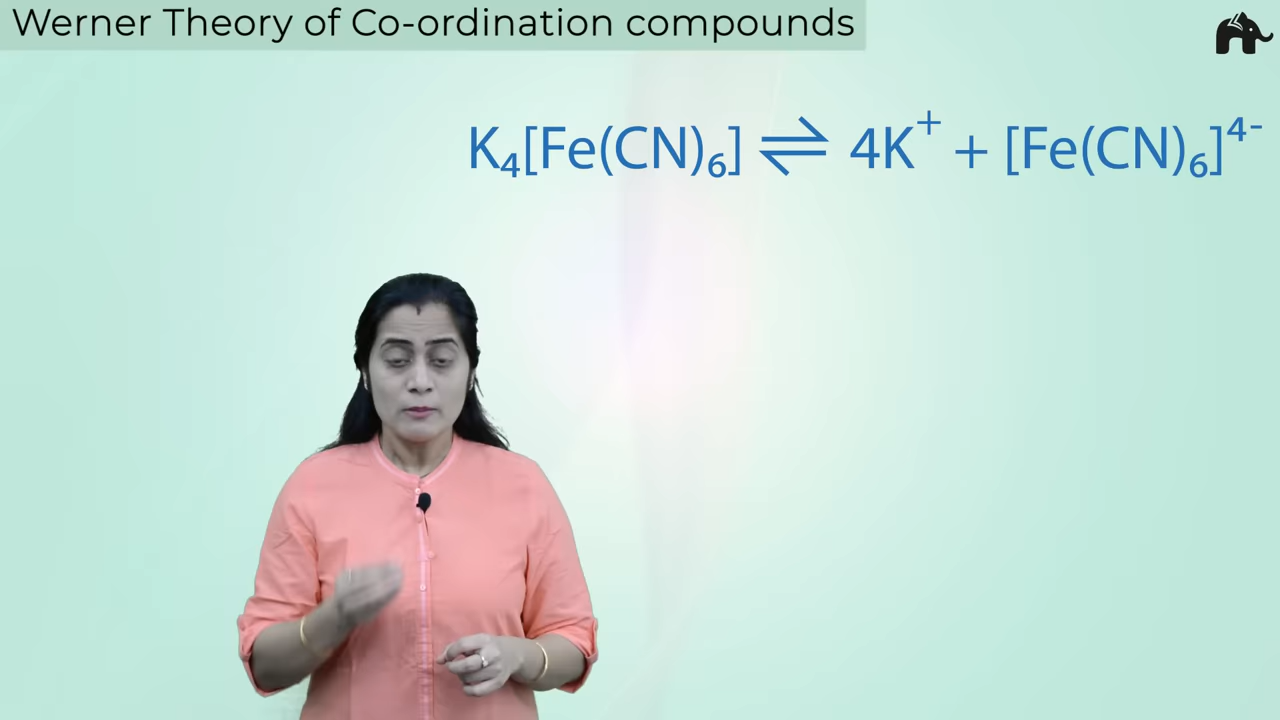 Werner Theory of Co-ordination compounds
K₄[Fe(CN)₆] ⇌ 4K⁺ + [Fe(CN)₆]⁴⁻